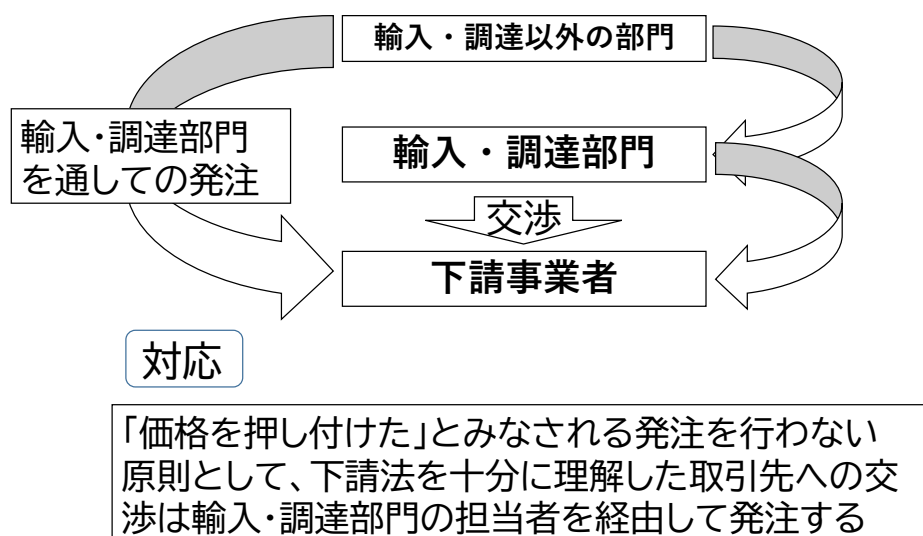 輸入・調達以外の部門
輸入・調達部門
を通しての発注
輸入・調達部門
交渉
下請事業者
対応
「価格を押し付けた」とみなされる発注を行わない
原則として、下請法を十分に理解した取引先への交
渉は輸入・調達部門の担当者を経由して発注する